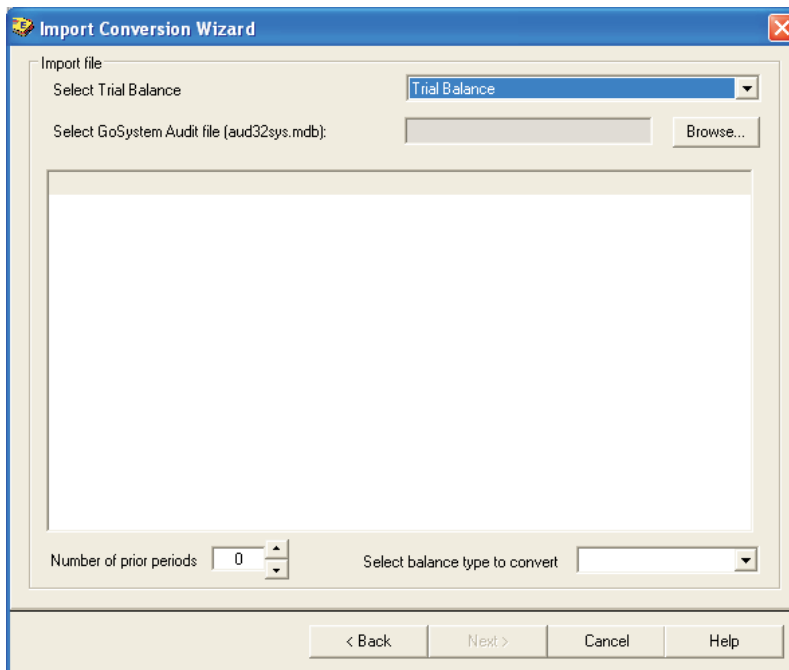 Import Conversion Wizard
Import file
Select Trial Balance Trial Balance
Select GoSystem Audit file (aud32sys.mdb): Browse...
Number of prior periods 0 Select balance type to convert
< Back Next > Cancel Help